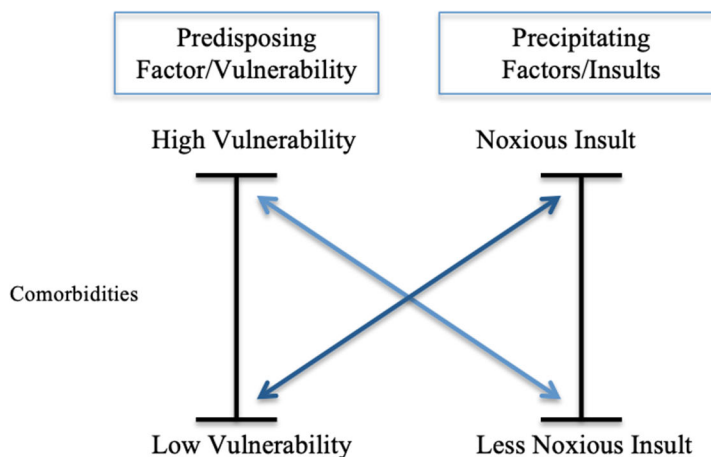 Predisposing
Factor/Vulnerability
Precipitating
Factors/Insults
High Vulnerability
Noxious Insult
Comorbidities
Low Vulnerability
Less Noxious Insult